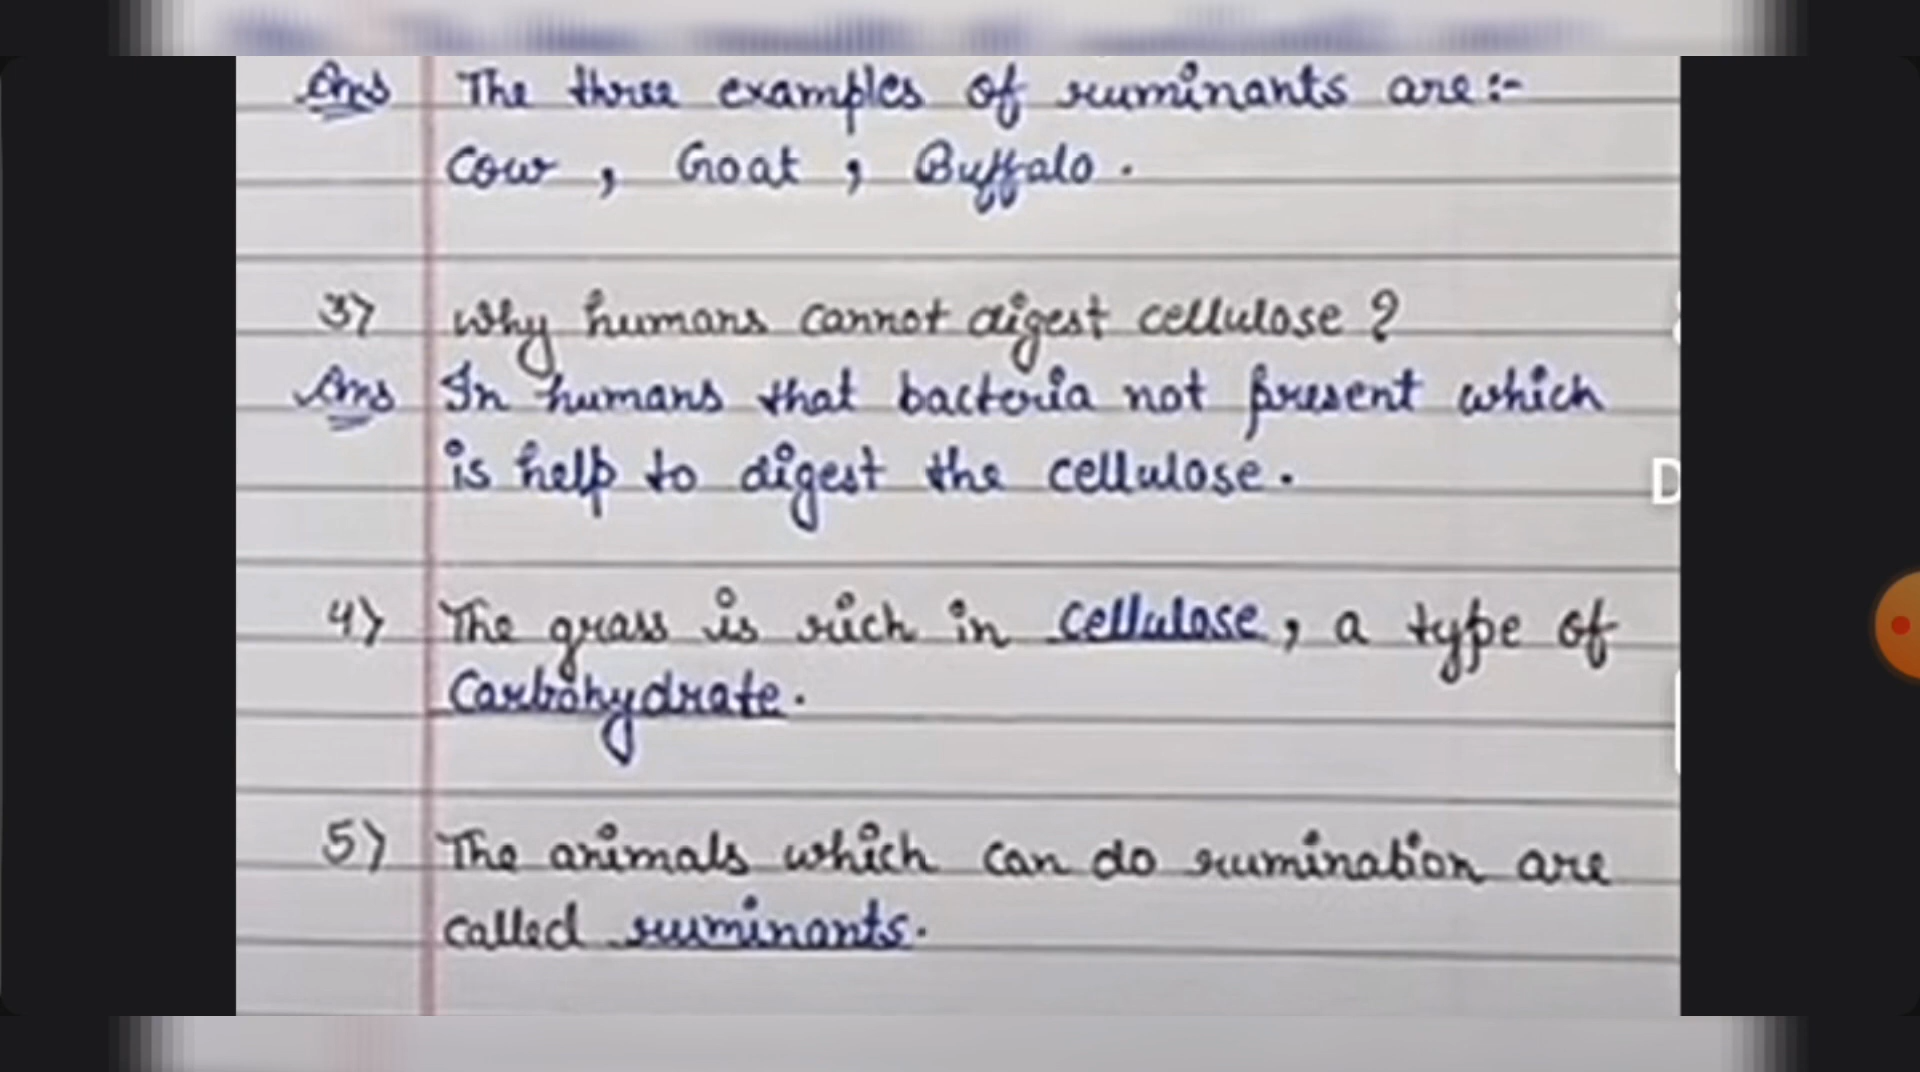 Ans The three examples of ruminants are:-
Cow, Goat, Buffalo.
3) Why humans cannot digest cellulose?
Ans In humans that bacteria not present which
is help to digest the cellulose.
4) The grass is rich in cellulose, a type of
Carbohydrate.
5) The animals which can do rumination are
called ruminants.